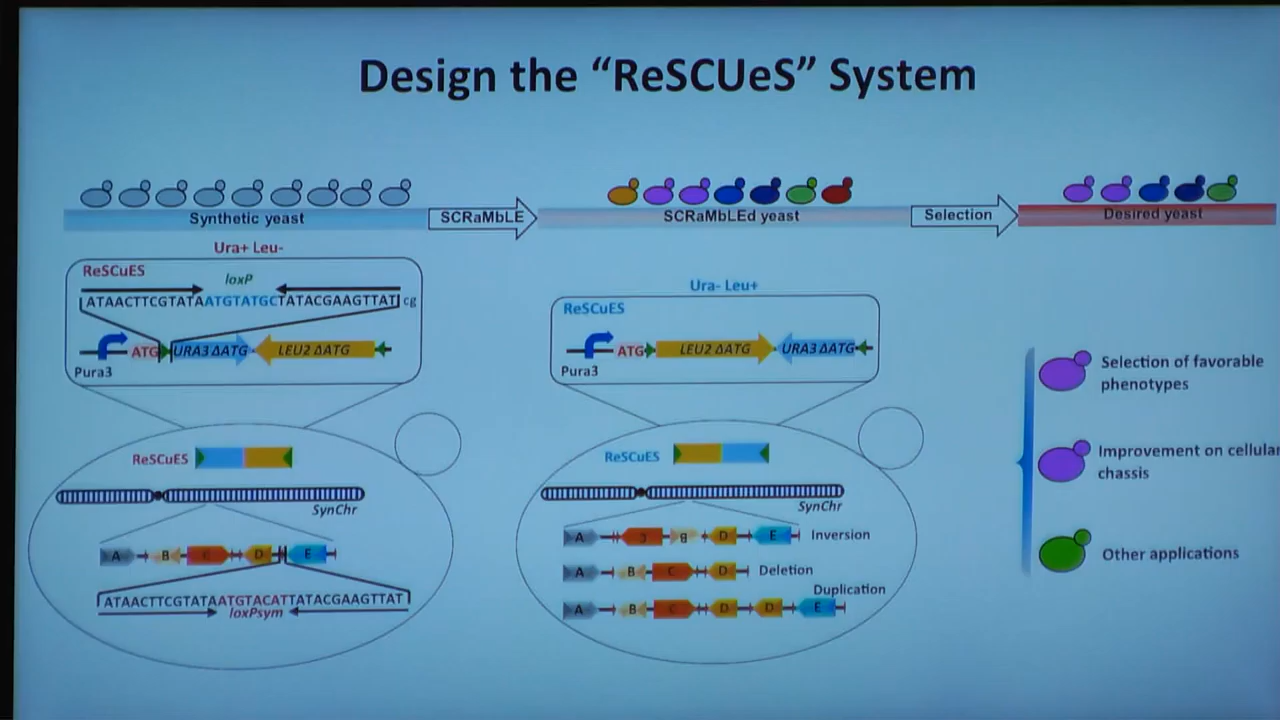 Design the “ReSCUeS” System
Synthetic yeast
SCRaMbLE
SCRaMbLEd yeast
Selection
Desired yeast
Ura+ Leu-
ReSCuES
loxP
ATAACTTCGTATAATGTATGCTATACGAAGTTAT cg
ATG URA3 ΔATG LEU2 ΔATG
Pura3
ReSCuES
SynChr
A B C D E
ATAACTTCGTATAATGTACATTATACGAAGTTAT
loxPsym
Ura- Leu+
ReSCuES
ATG LEU2 ΔATG URA3 ΔATG
Pura3
ReSCuES
SynChr
A C B D E Inversion
A B C D Deletion
Duplication
A B C D D E
Selection of favorable
phenotypes
Improvement on cellular
chassis
Other applications